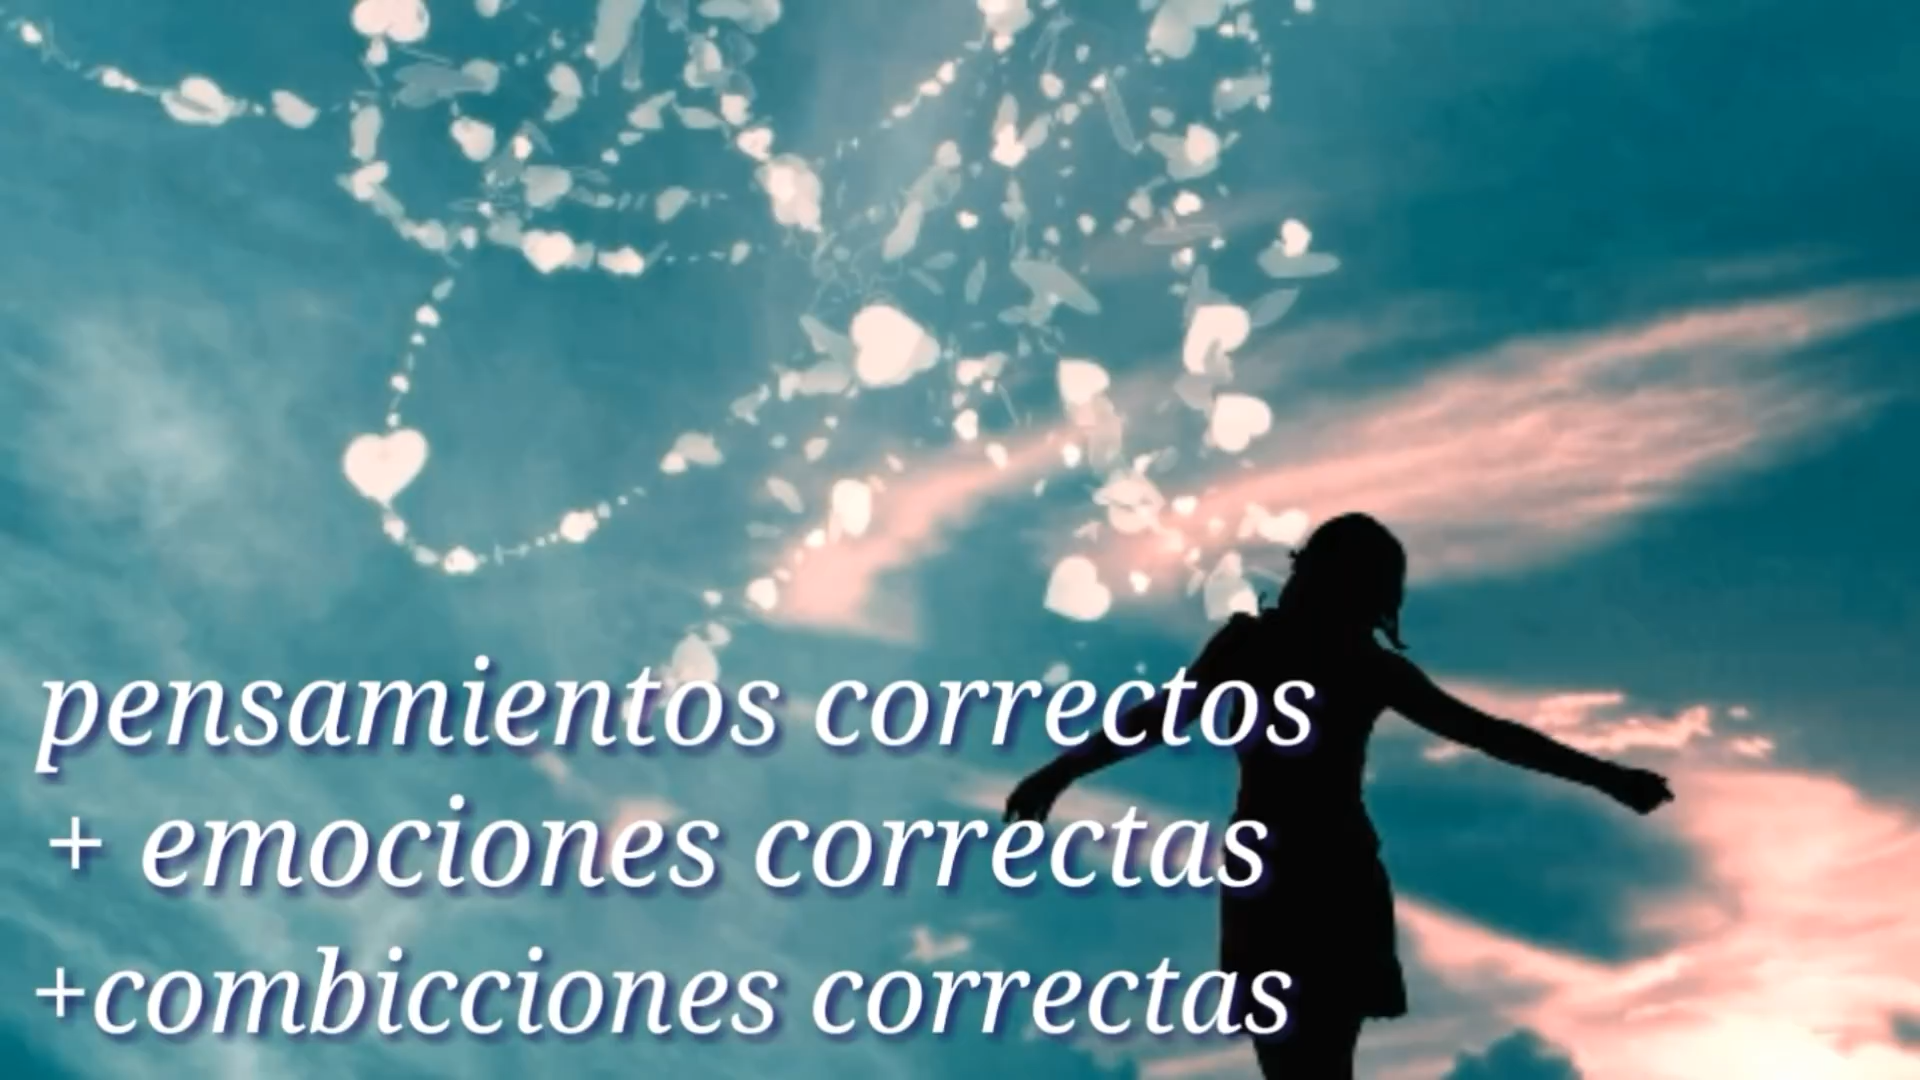 pensamientos correctos
+ emociones correctas
+combicciones correctas